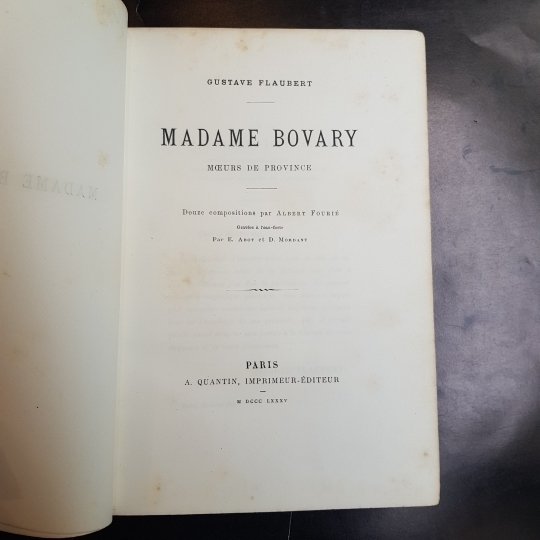 GUSTAVE FLAUBERT
MADAME BOVARY
MŒURS DE PROVINCE
Douze compositions par ALBERT FOURIÉ
Gravées à l'eau-forte
PAR E. ABOT et D. MORDANT
PARIS
A. QUANTIN, IMPRIMEUR-ÉDITEUR
M DCCC LXXXV